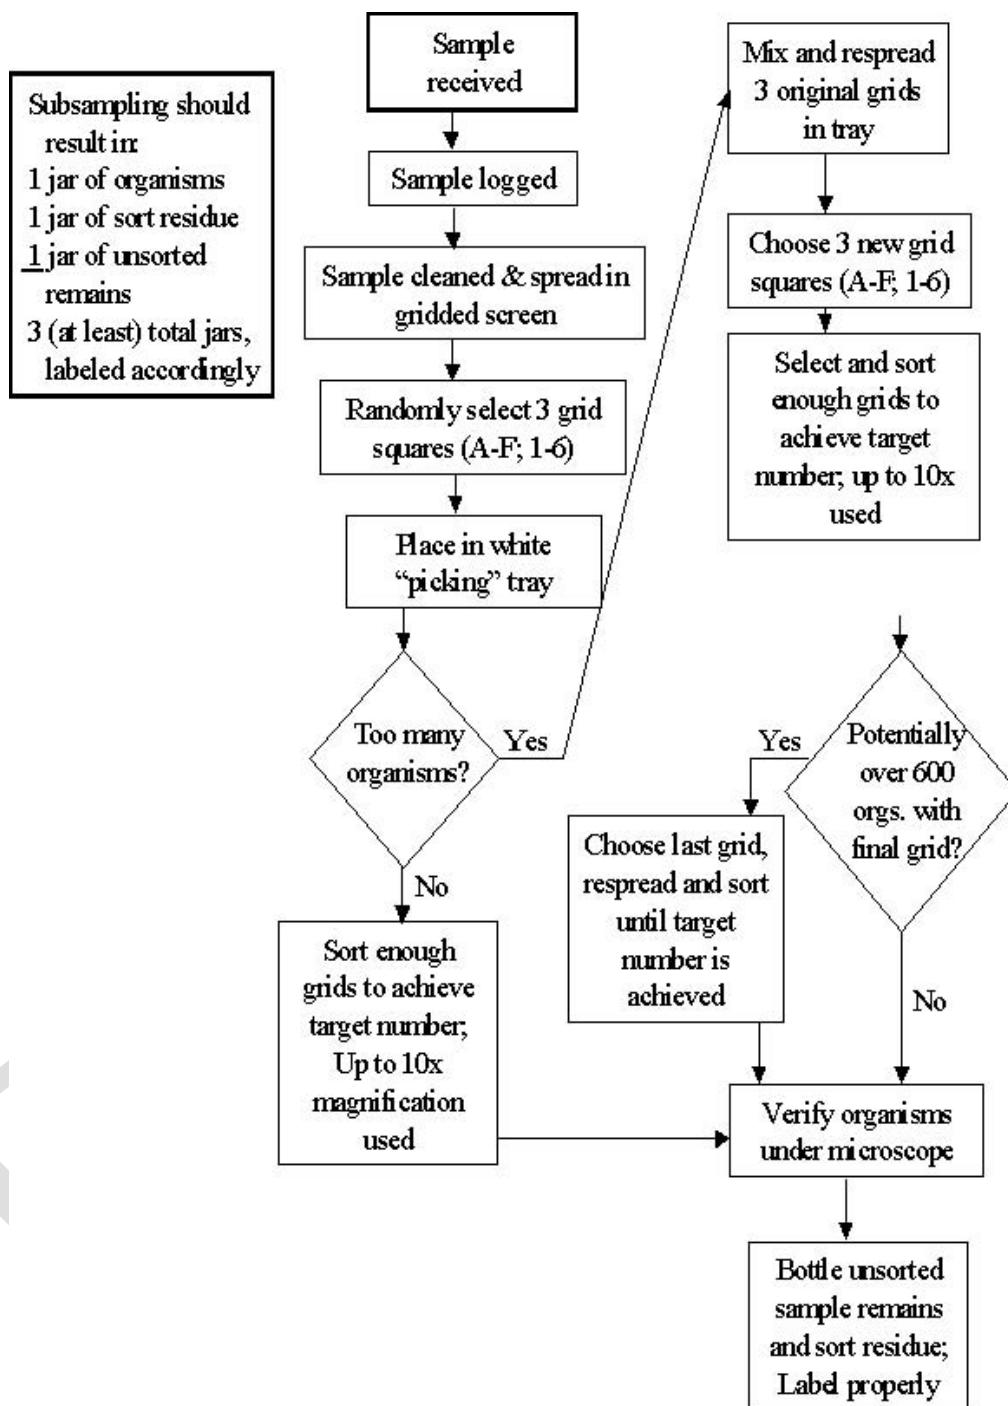 Subsampling should
result in:
1 jar of organisms
1 jar of sort residue
1 jar of unsorted
remains
3 (at least) total jars,
labeled accordingly
Sample
received
Sample logged
Sample cleaned & spread in
gridded screen
Randomly select 3 grid
squares (A-F; 1-6)
Place in white
“picking” tray
Too many
organisms?
Yes
No
Sort enough
grids to achieve
target number;
Up to 10x
magnification
used
Mix and respread
3 original grids
in tray
Choose 3 new grid
squares (A-F; 1-6)
Select and sort
enough grids to
achieve target
number; up to 10x
used
Potentially
over 600
orgs. with
final grid?
Yes
No
Choose last grid,
respread and sort
until target
number is
achieved
Verify organisms
under microscope
Bottle unsorted
sample remains
and sort residue;
Label properly